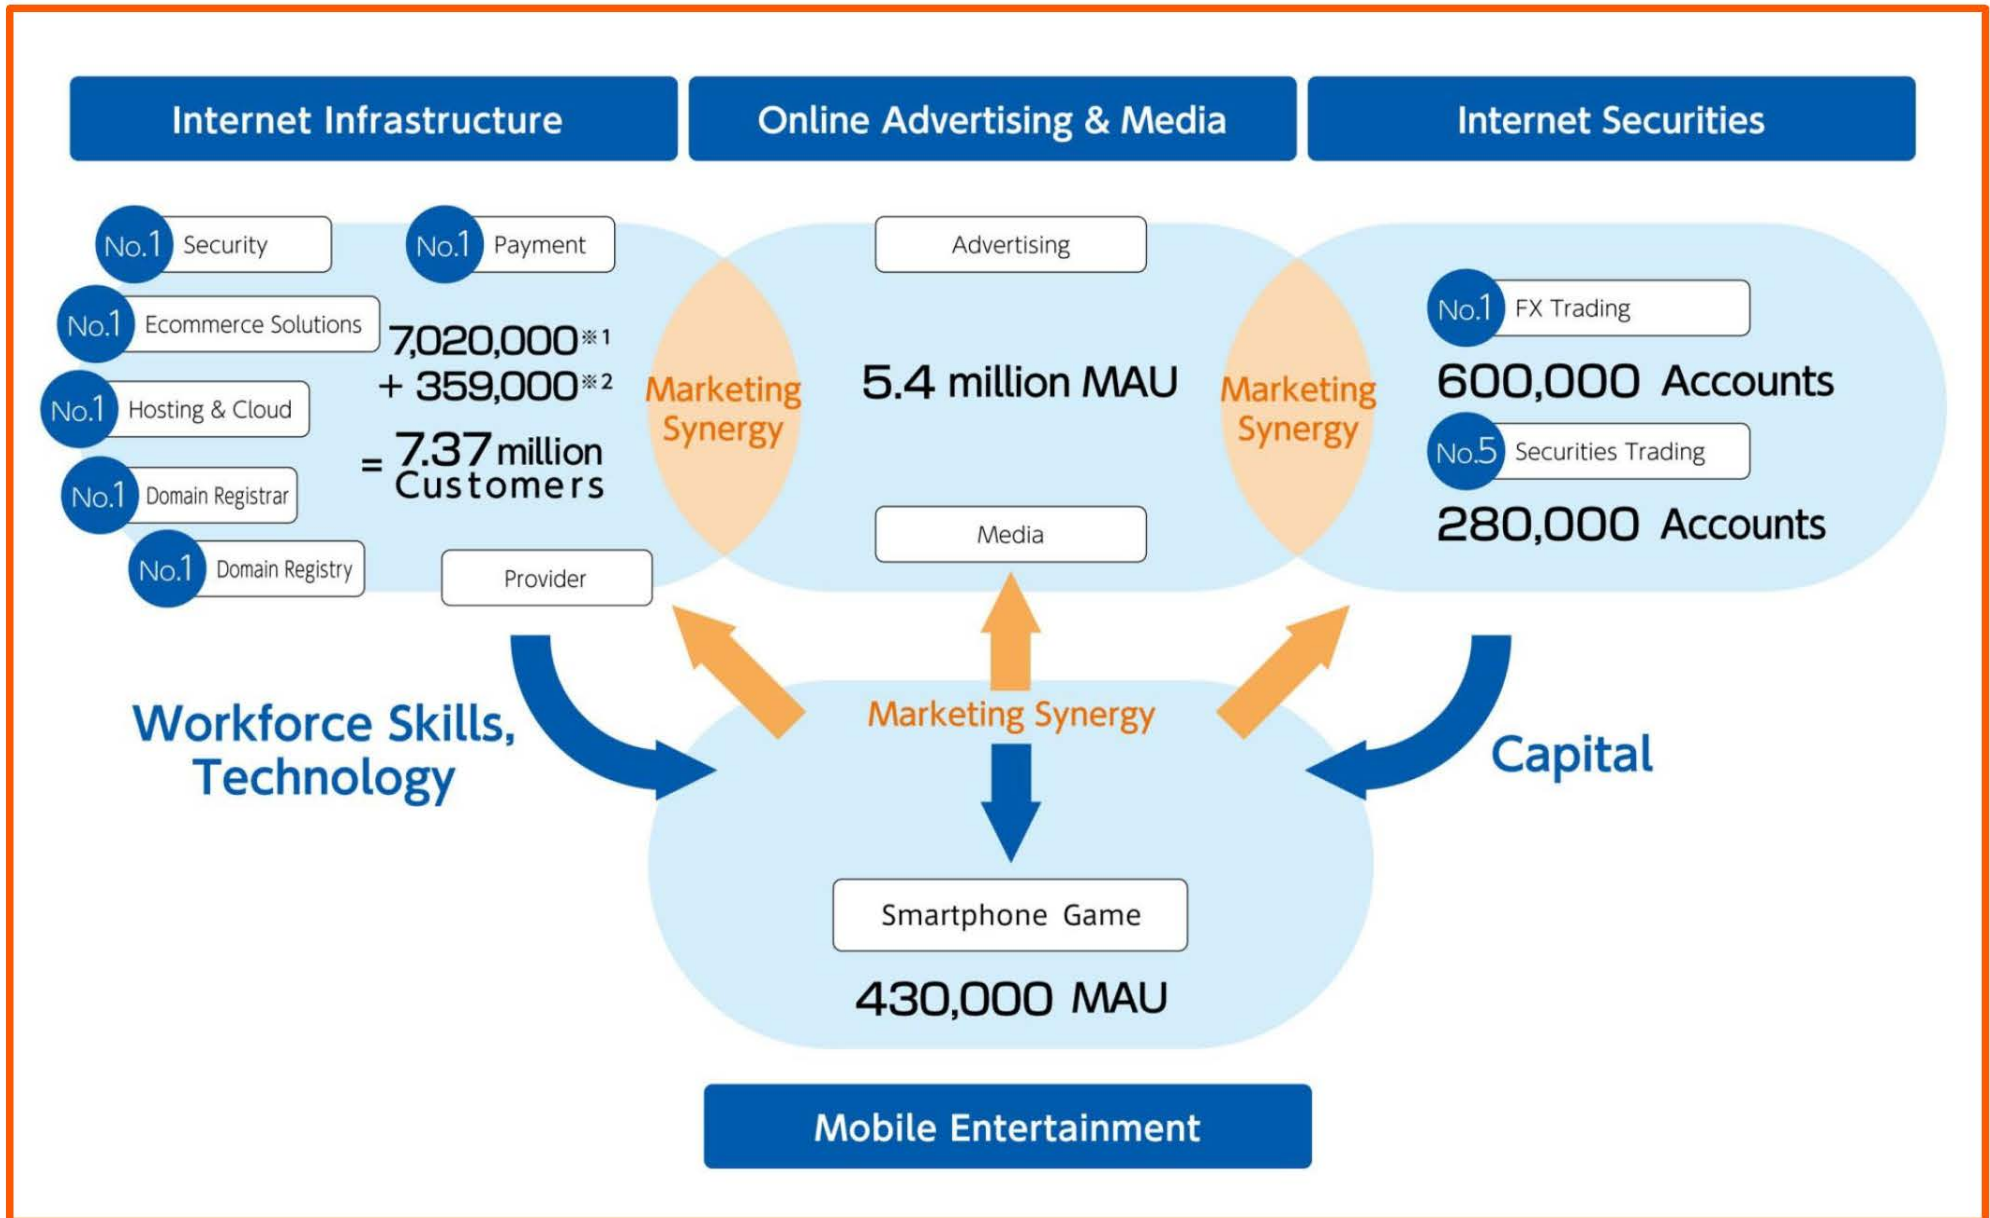 Internet Infrastructure
Online Advertising & Media
Internet Securities
No.1 Security
No.1 Payment
No.1 Ecommerce Solutions
7,020,000※1
+ 359,000※2
No.1 Hosting & Cloud
= 7.37 million
Customers
No.1 Domain Registrar
No.1 Domain Registry
Provider
Marketing
Synergy
Advertising
5.4 million MAU
Media
Marketing
Synergy
No.1 FX Trading
600,000 Accounts
No.5 Securities Trading
280,000 Accounts
Workforce Skills,
Technology
Marketing Synergy
Capital
Smartphone Game
430,000 MAU
Mobile Entertainment